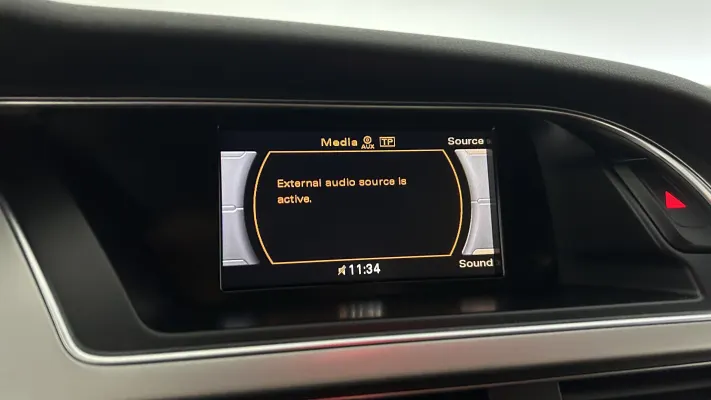 Media AUX TP Source
External audio source is
active.
11:34 Sound